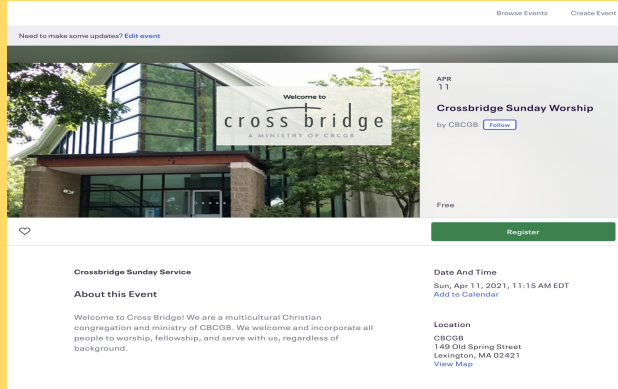 Browse Events Create Event
Need to make some updates? Edit event
Welcome to
cross bridge
A MINISTRY OF CBCGB
APR
11
Crossbridge Sunday Worship
by CBCGB Follow
Free
Register
Crossbridge Sunday Service
About this Event
Welcome to Cross Bridge! We are a multicultural Christian
congregation and ministry of CBCGB. We welcome and incorporate all
people to worship, fellowship, and serve with us, regardless of
background.
Date And Time
Sun, Apr 11, 2021, 11:15 AM EDT
Add to Calendar
Location
CBCGB
149 Old Spring Street
Lexington, MA 02421
View Map